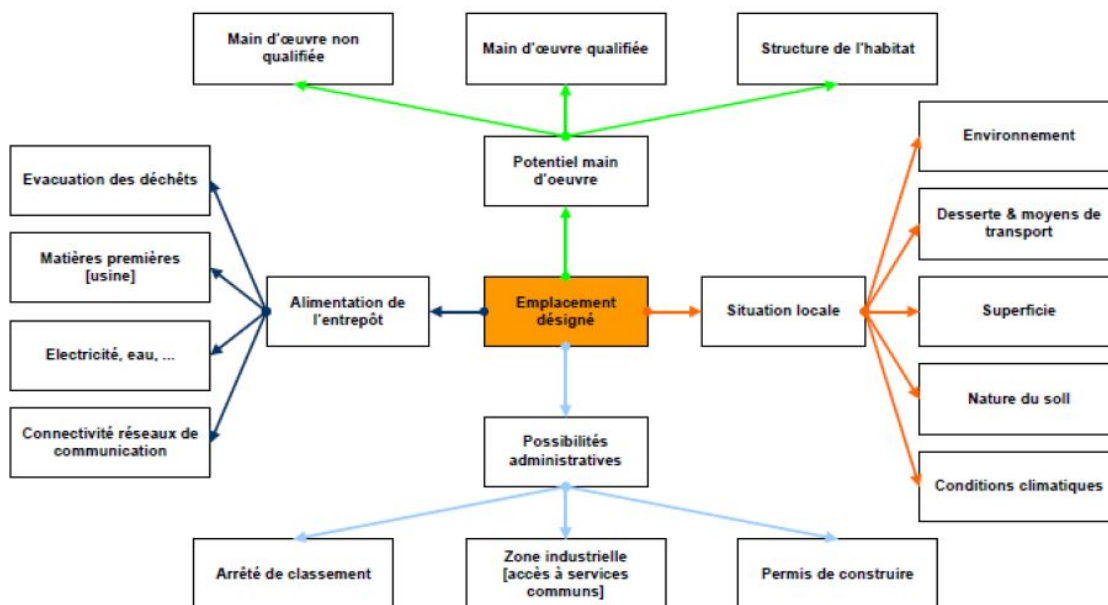 Main d'œuvre non
qualifiée
Main d'œuvre qualifiée
Structure de l'habitat
Potentiel main
d'oeuvre
Evacuation des déchêts
Matières premières
[usine]
Electricité, eau, ...
Connectivité réseaux de
communication
Alimentation de
l'entrepôt
Emplacement
désigné
Situation locale
Environnement
Desserte & moyens de
transport
Superficie
Nature du soll
Conditions climatiques
Possibilités
administratives
Arrêté de classement
Zone industrielle
[accès à services
communs]
Permis de construire